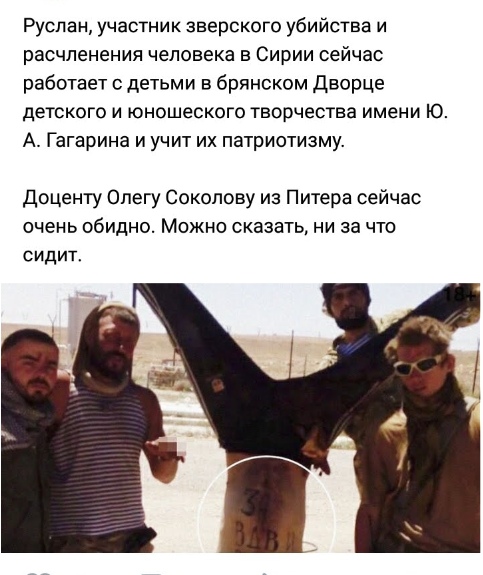 Руслан, участник зверского убийства и
расчленения человека в Сирии сейчас
работает с детьми в брянском Дворце
детского и юношеского творчества имени Ю.
А. Гагарина и учит их патриотизму.
Доценту Олегу Соколову из Питера сейчас
очень обидно. Можно сказать, ни за что
сидит.
18+
ВДВ